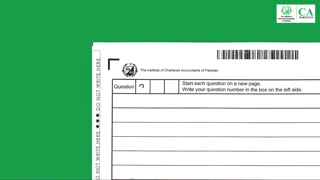 CA
PAKISTAN
The Institute of Chartered Accountants of Pakistan
Question
Start each question on a new page.
Write your question number in the box on the left side.
DO NOT WRITE HERE
DO NOT WRITE HERE